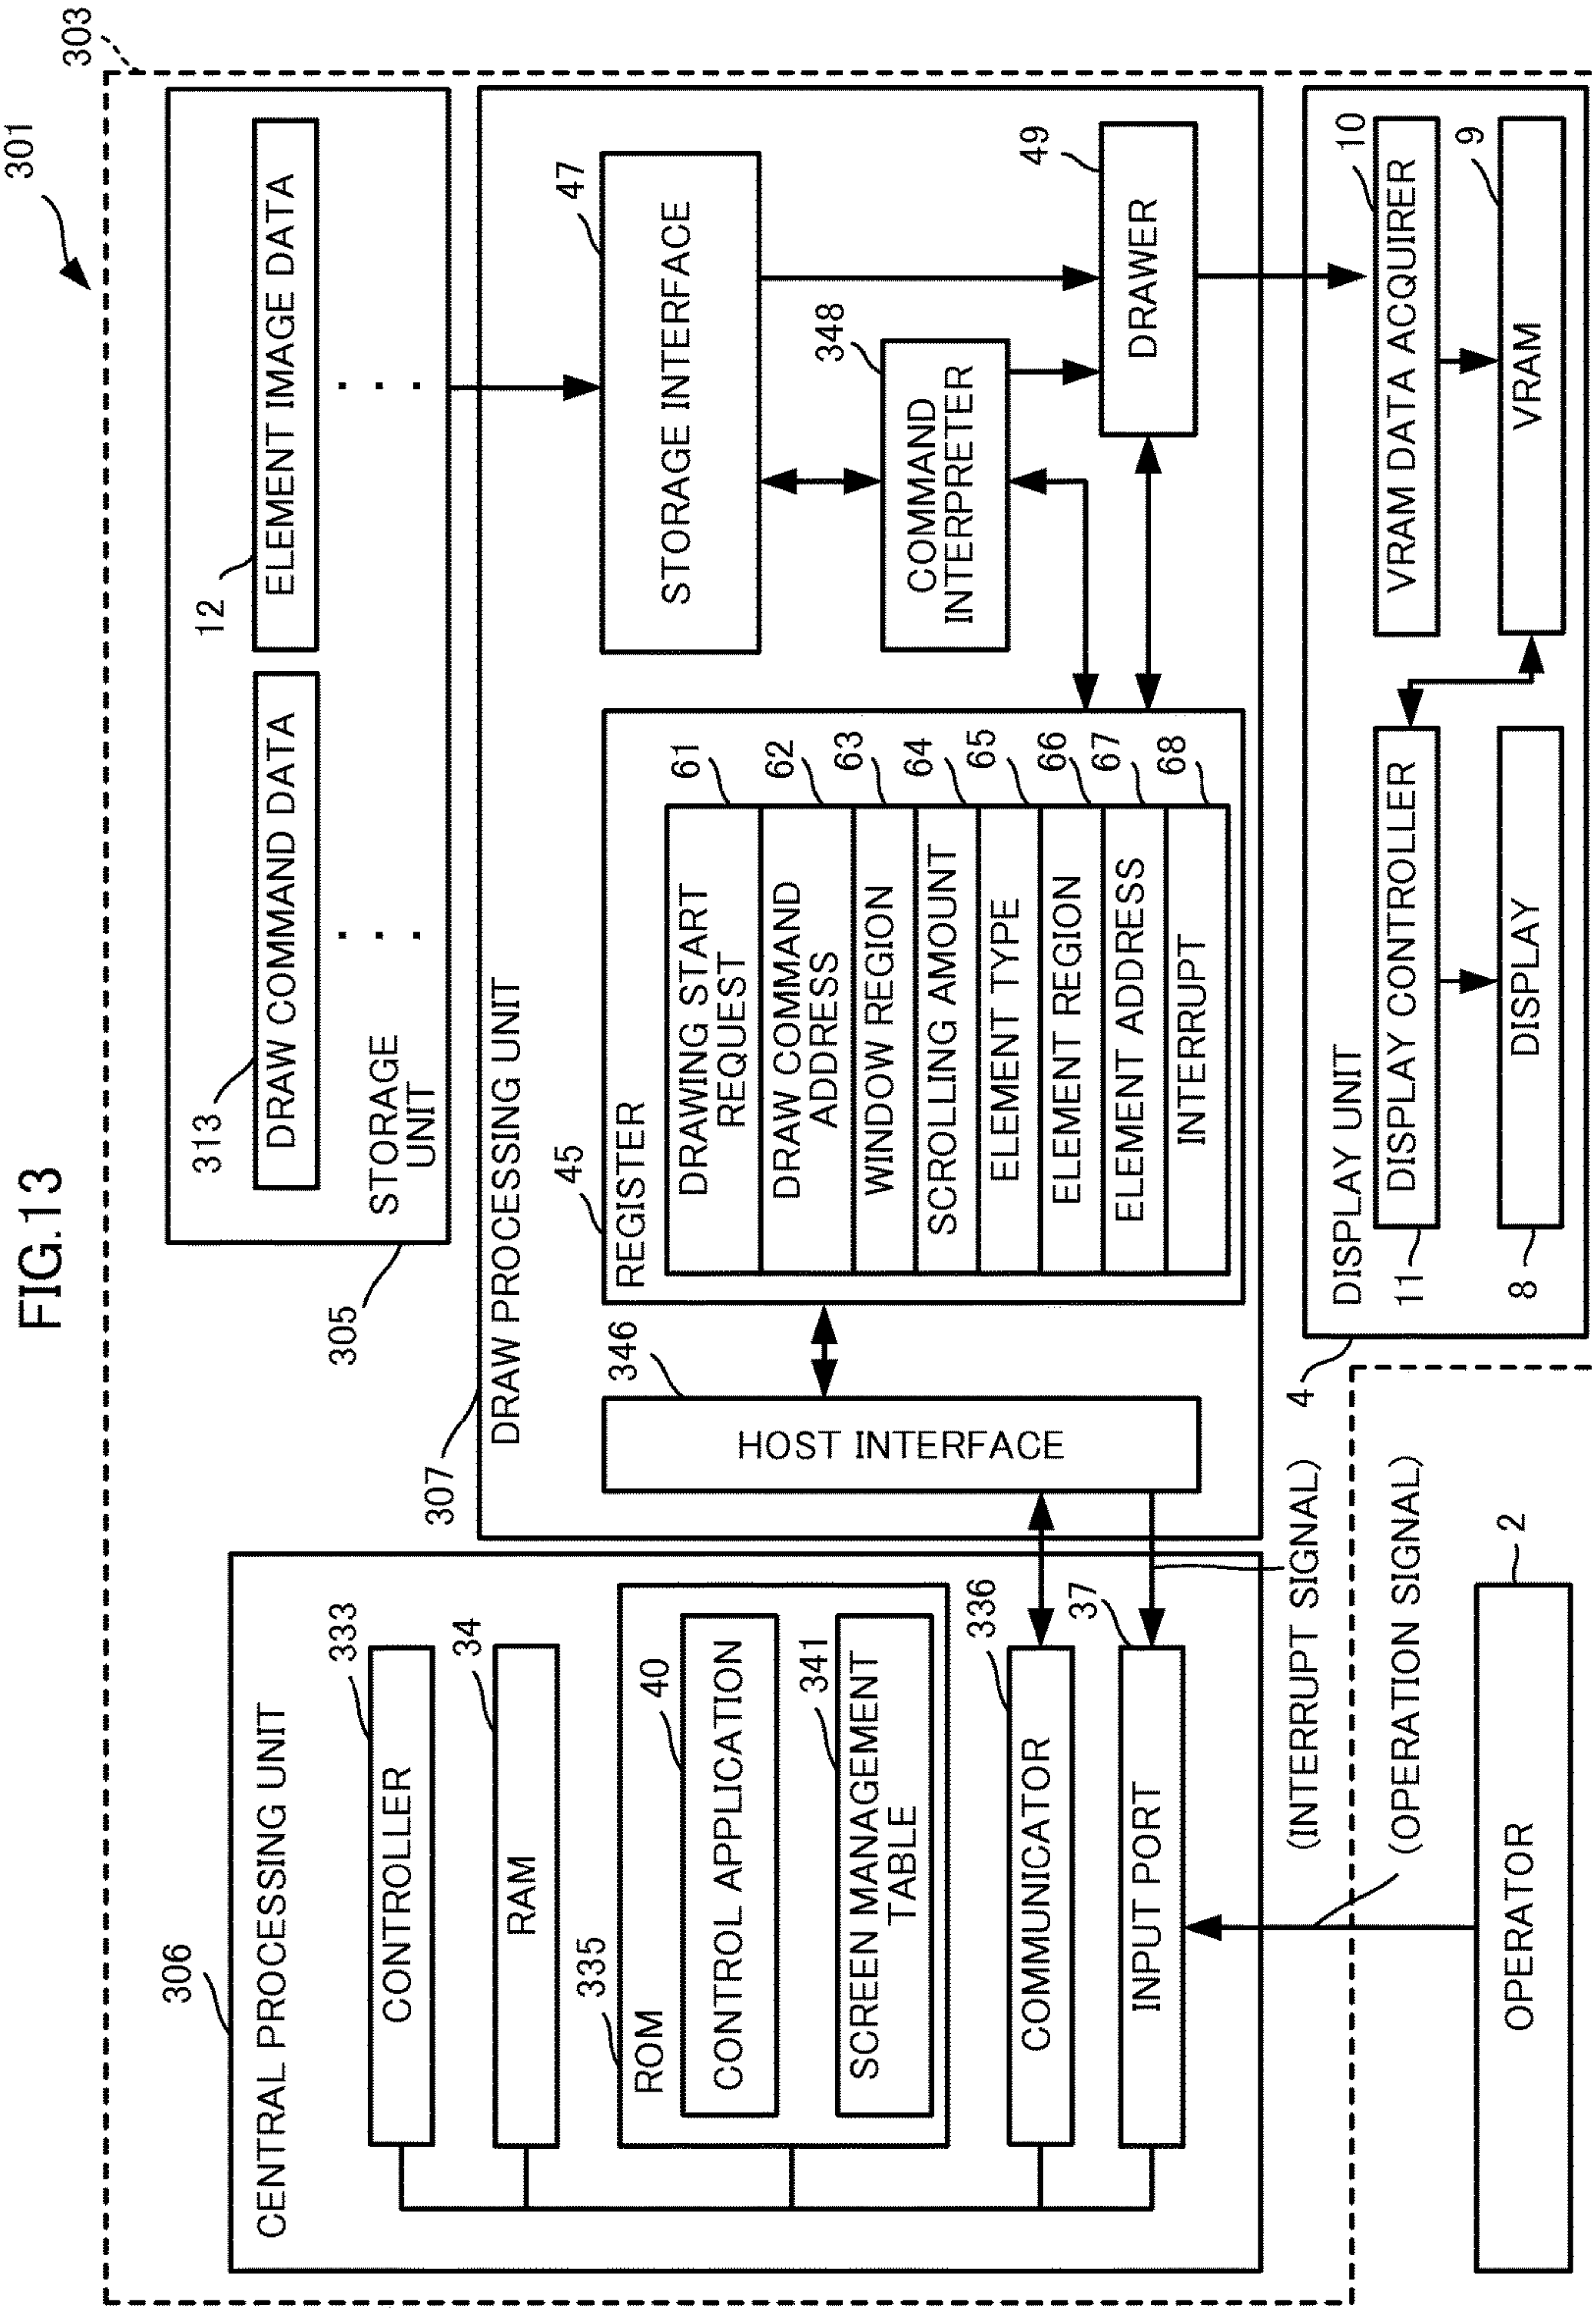 FIG.13
301
303
306
CENTRAL PROCESSING UNIT
333
CONTROLLER
34
RAM
335
ROM
40
CONTROL APPLICATION
341
SCREEN MANAGEMENT
TABLE
336
COMMUNICATOR
37
INPUT PORT
(INTERRUPT SIGNAL)
(OPERATION SIGNAL)
2
OPERATOR
305
STORAGE
UNIT
313
DRAW COMMAND DATA
. . .
12
ELEMENT IMAGE DATA
. . .
307
DRAW PROCESSING UNIT
346
HOST INTERFACE
45
REGISTER
DRAWING START
REQUEST
61
DRAW COMMAND
ADDRESS
62
WINDOW REGION
63
SCROLLING AMOUNT
64
ELEMENT TYPE
65
ELEMENT REGION
66
ELEMENT ADDRESS
67
INTERRUPT
68
47
STORAGE INTERFACE
348
COMMAND
INTERPRETER
49
DRAWER
4
DISPLAY UNIT
11
DISPLAY CONTROLLER
8
DISPLAY
10
VRAM DATA ACQUIRER
9
VRAM